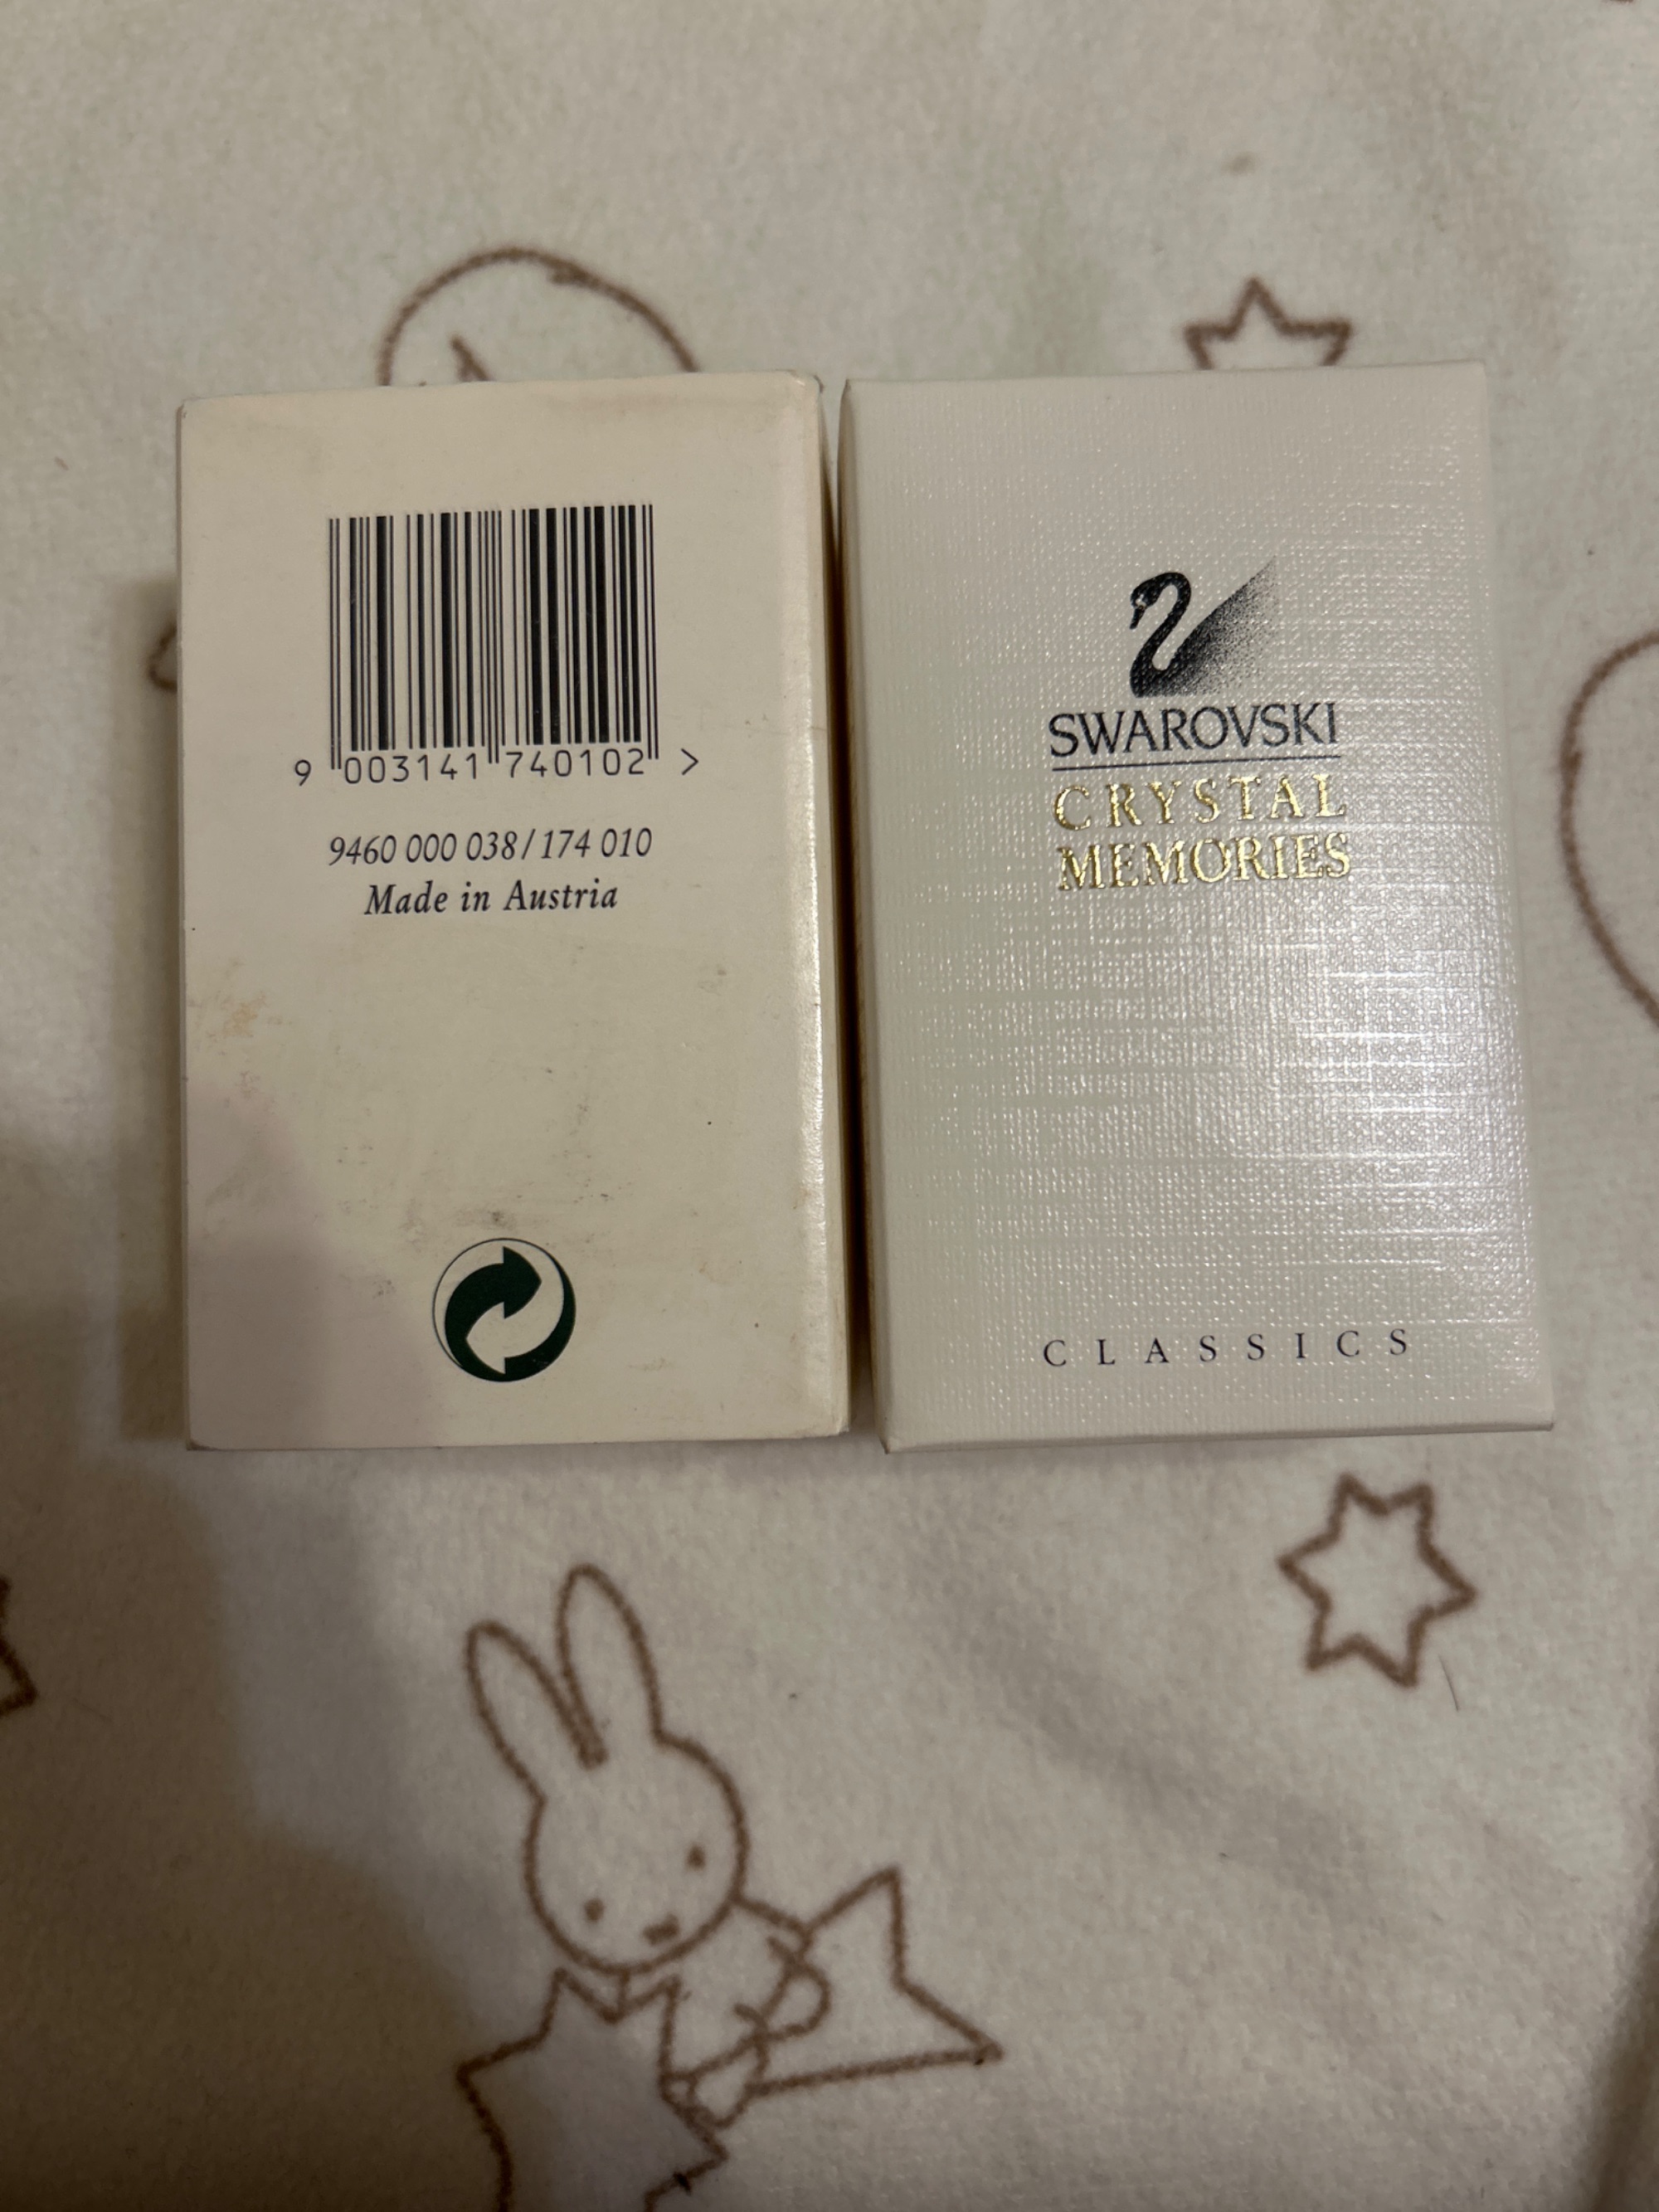 9 003141 740102 >
9460 000 038/174 010
Made in Austria
SWAROVSKI
CRYSTAL
MEMORIES
CLASSICS